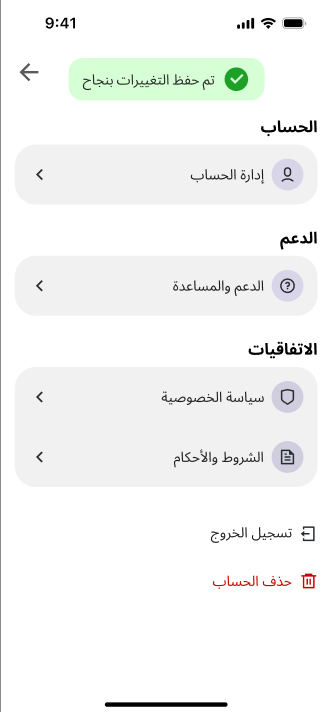 9:41
تم حفظ التغييرات بنجاح
الحساب
إدارة الحساب
الدعم
الدعم والمساعدة
الاتفاقيات
سياسة الخصوصية
الشروط والأحكام
تسجيل الخروج
حذف الحساب